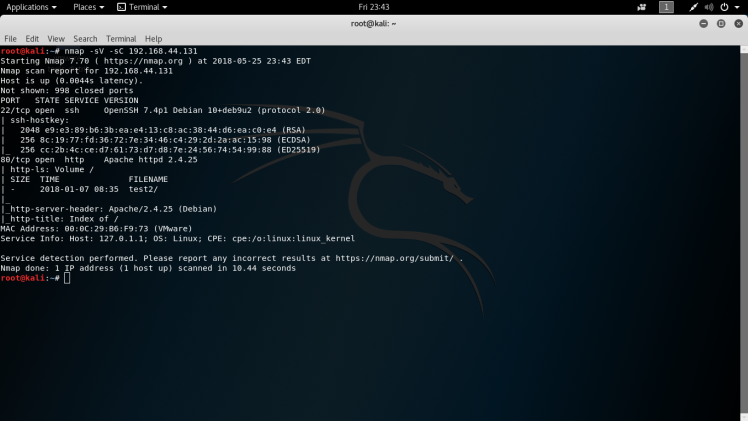 Applications Places Terminal Fri 23:43 1
root@kali: ~
File Edit View Search Terminal Help
root@kali:~# nmap -sV -sC 192.168.44.131
Starting Nmap 7.70 ( https://nmap.org ) at 2018-05-25 23:43 EDT
Nmap scan report for 192.168.44.131
Host is up (0.0044s latency).
Not shown: 998 closed ports
PORT   STATE SERVICE VERSION
22/tcp open  ssh     OpenSSH 7.4p1 Debian 10+deb9u2 (protocol 2.0)
| ssh-hostkey:
|   2048 e9:e3:89:b6:3b:ea:e4:13:c8:ac:38:44:d6:ea:c0:e4 (RSA)
|   256 8c:19:77:fd:36:72:7e:34:46:c4:29:2d:2a:ac:15:98 (ECDSA)
|_  256 cc:2b:4c:ce:d7:61:73:d7:d8:7e:24:56:74:54:99:88 (ED25519)
80/tcp open  http    Apache httpd 2.4.25
| http-ls: Volume /
| SIZE  TIME              FILENAME
| -     2018-01-07 08:35  test2/
|_
|_http-server-header: Apache/2.4.25 (Debian)
|_http-title: Index of /
MAC Address: 00:0C:29:B6:F9:73 (VMware)
Service Info: Host: 127.0.1.1; OS: Linux; CPE: cpe:/o:linux:linux_kernel

Service detection performed. Please report any incorrect results at https://nmap.org/submit/ .
Nmap done: 1 IP address (1 host up) scanned in 10.44 seconds
root@kali:~#